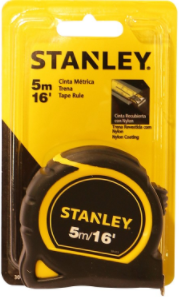 STANLEY
5m
16'
Cinta Métrica
Trena
Tape Rule
Cinta Recubierta
con Nylon
Trena Revestida com
Nylon
Nylon Coating
STANLEY
5m/16'